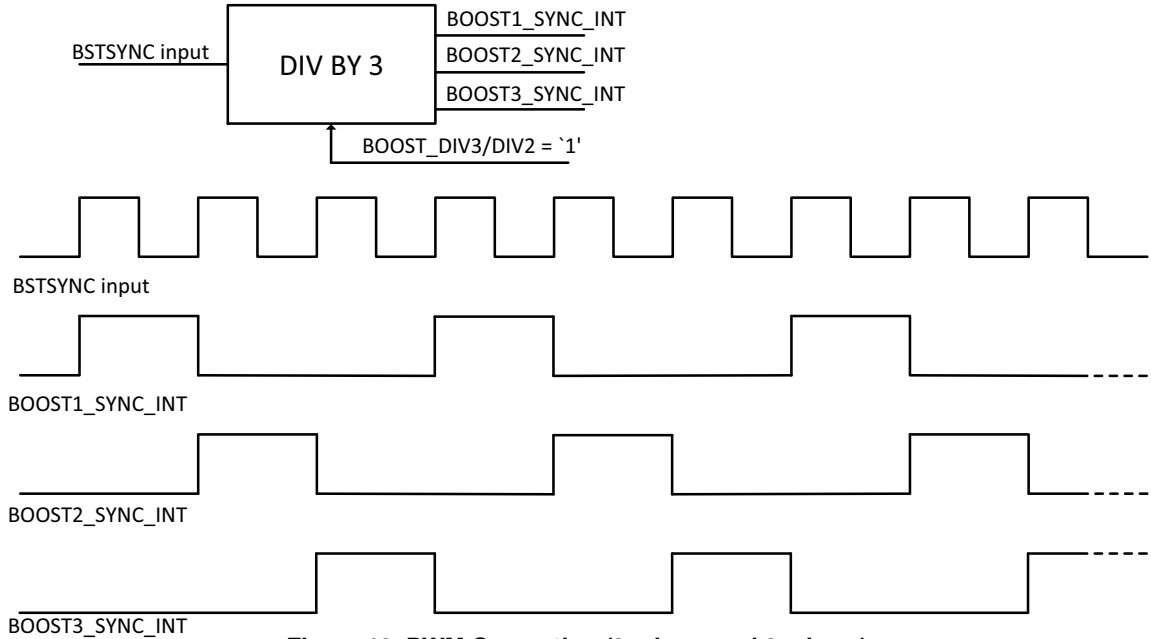 BOOST1_SYNC_INT
BSTSYNC input
DIV BY 3
BOOST2_SYNC_INT
BOOST3_SYNC_INT
BOOST_DIV3/DIV2 = `1'
BSTSYNC input
BOOST1_SYNC_INT
BOOST2_SYNC_INT
BOOST3_SYNC_INT